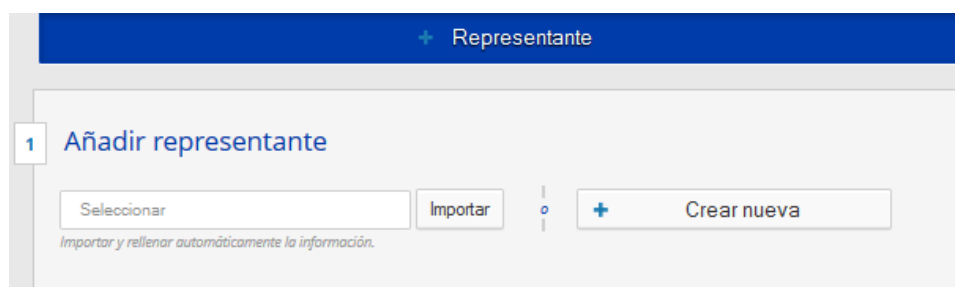 + Representante
1
Añadir representante
Seleccionar Importar o + Crear nueva
Importar y rellenar automáticamente la información.